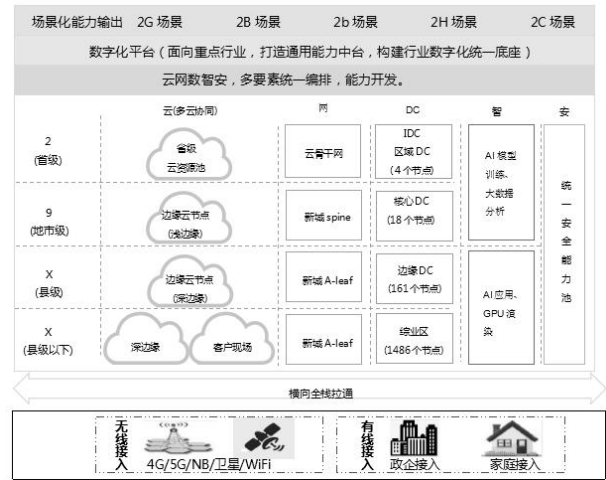 场景化能力输出 2G 场景 2B 场景 2b 场景 2H 场景 2C 场景
数字化平台（面向重点行业，打造通用能力中台，构建行业数字化统一底座）
云网数智安，多要素统一编排，能力开发。
云(多云协同) 网 DC 智 安
2
(省级)
省级
云资源池
云骨干网
IDC
区域 DC
(4 个节点)
AI 模型
训练、
大数据
分析
9
(地市级)
边缘云节点
(浅边缘)
新城 spine
核心 DC
(18 个节点)
X
(县级)
边缘云节点
(深边缘)
新城 A-leaf
边缘 DC
(161 个节点)
AI 应用、
GPU 渲
染
X
(县级以下)
深边缘
客户现场
新城 A-leaf
综业区
(1486 个节点)
统一安全能力池
横向全线拉通
无线接入
4G/5G/NB/卫星/WiFi
有线接入
政企接入
家庭接入